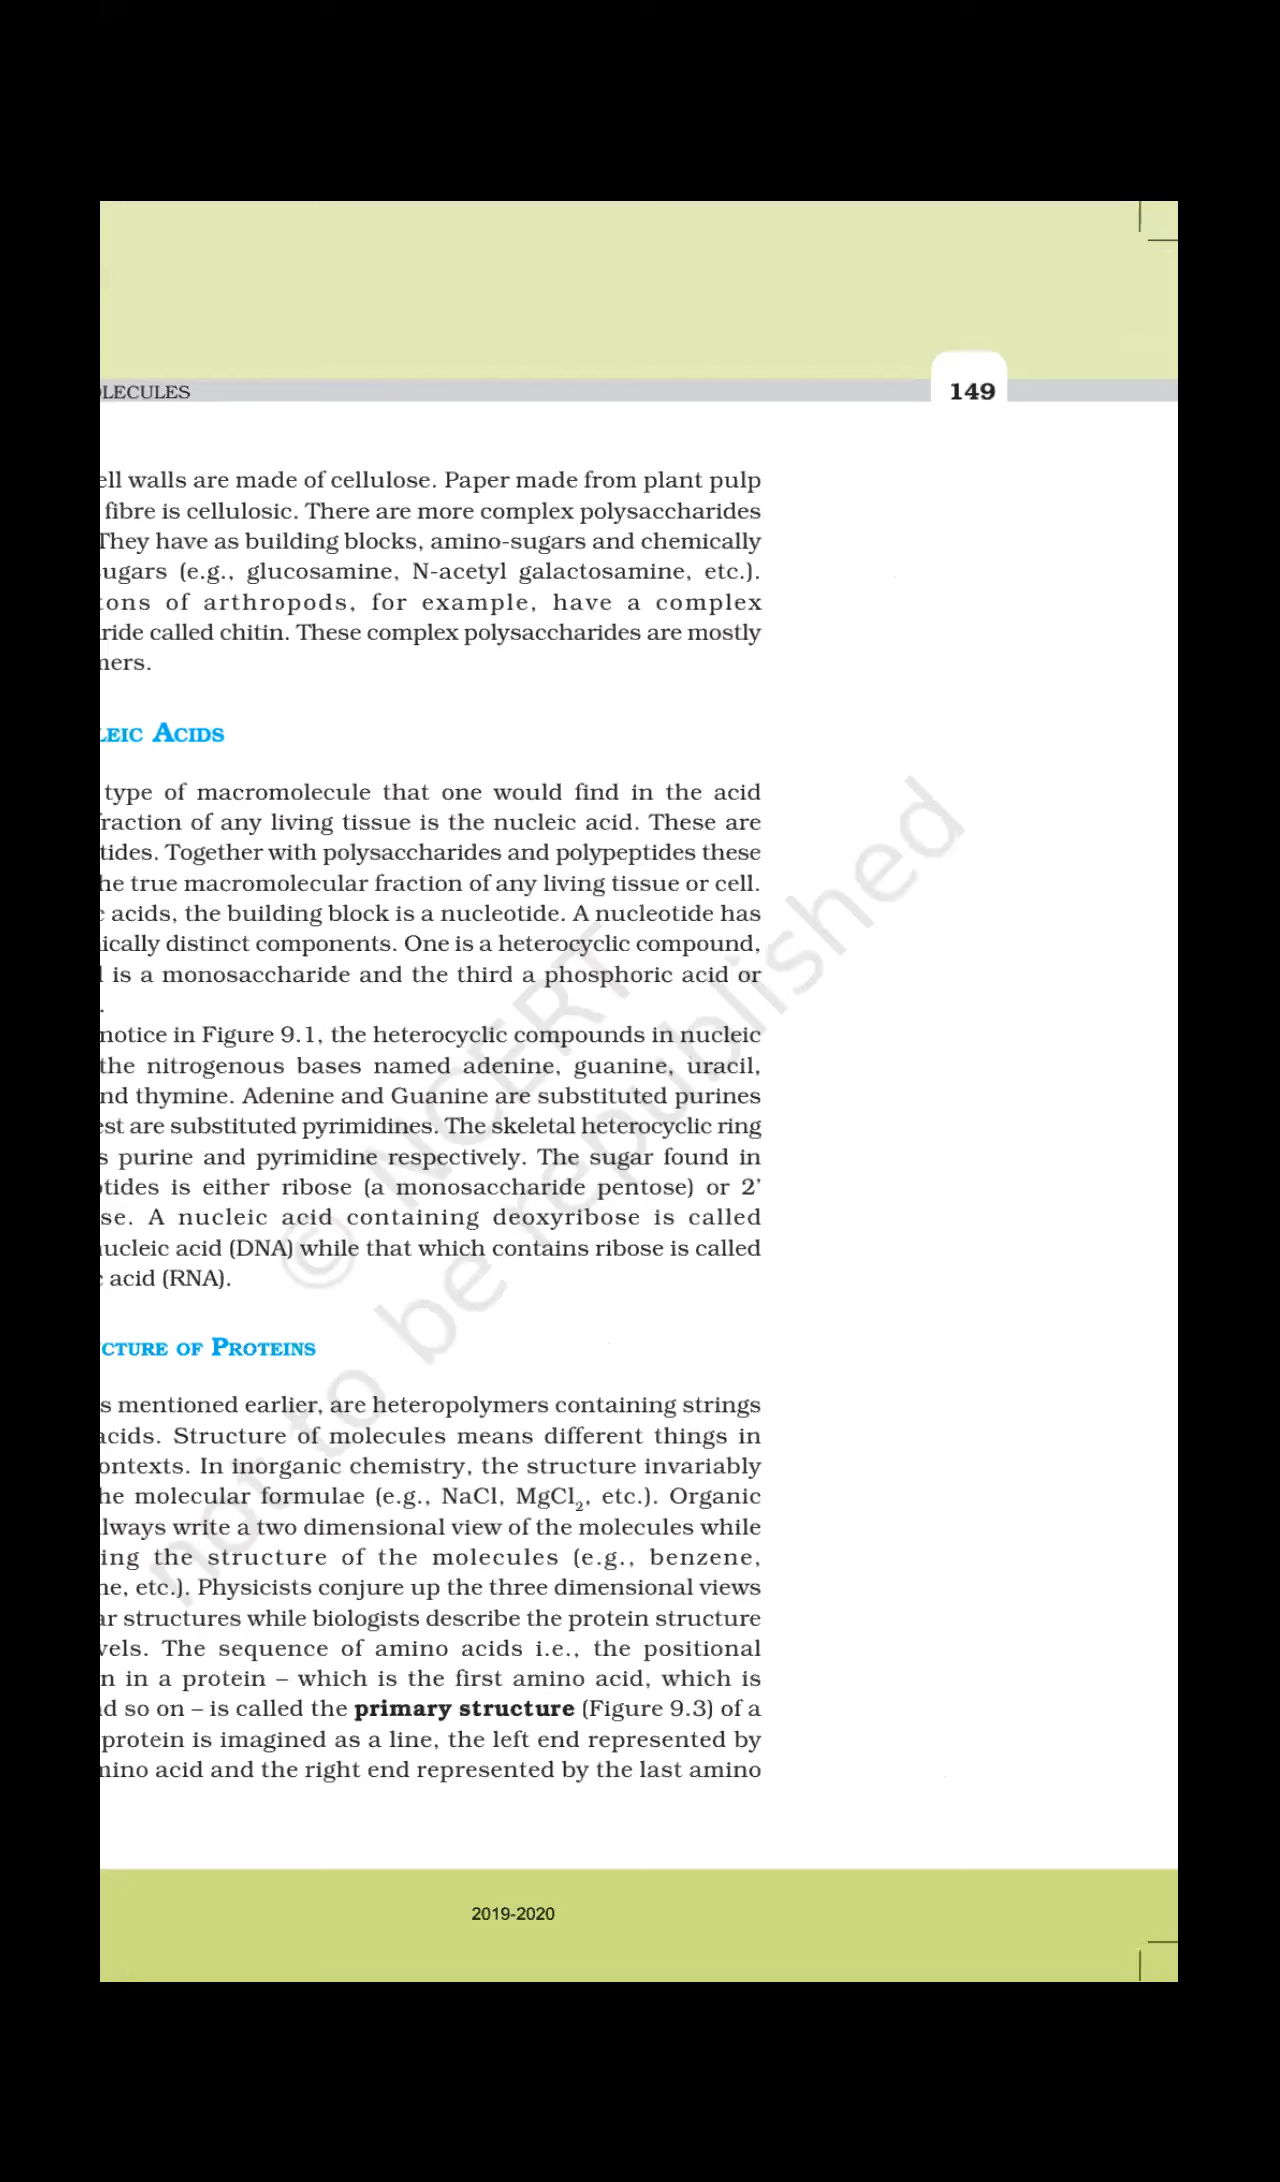 LECULES
149
ell walls are made of cellulose. Paper made from plant pulp
fibre is cellulosic. There are more complex polysaccharides
They have as building blocks, amino-sugars and chemically
ugars (e.g., glucosamine, N-acetyl galactosamine, etc.).
tons of arthropods, for example, have a complex
ride called chitin. These complex polysaccharides are mostly
mers.
LEIC ACIDS
type of macromolecule that one would find in the acid
fraction of any living tissue is the nucleic acid. These are
tides. Together with polysaccharides and polypeptides these
he true macromolecular fraction of any living tissue or cell.
c acids, the building block is a nucleotide. A nucleotide has
ically distinct components. One is a heterocyclic compound,
is a monosaccharide and the third a phosphoric acid or
.
notice in Figure 9.1, the heterocyclic compounds in nucleic
the nitrogenous bases named adenine, guanine, uracil,
nd thymine. Adenine and Guanine are substituted purines
est are substituted pyrimidines. The skeletal heterocyclic ring
s purine and pyrimidine respectively. The sugar found in
tides is either ribose (a monosaccharide pentose) or 2’
se. A nucleic acid containing deoxyribose is called
nucleic acid (DNA) while that which contains ribose is called
c acid (RNA).
CTURE OF PROTEINS
s mentioned earlier, are heteropolymers containing strings
acids. Structure of molecules means different things in
ontexts. In inorganic chemistry, the structure invariably
he molecular formulae (e.g., NaCl, MgCl₂, etc.). Organic
lways write a two dimensional view of the molecules while
ing the structure of the molecules (e.g., benzene,
ne, etc.). Physicists conjure up the three dimensional views
ar structures while biologists describe the protein structure
vels. The sequence of amino acids i.e., the positional
n in a protein – which is the first amino acid, which is
nd so on – is called the primary structure (Figure 9.3) of a
protein is imagined as a line, the left end represented by
mino acid and the right end represented by the last amino
© NCERT
not to be republished
2019-2020